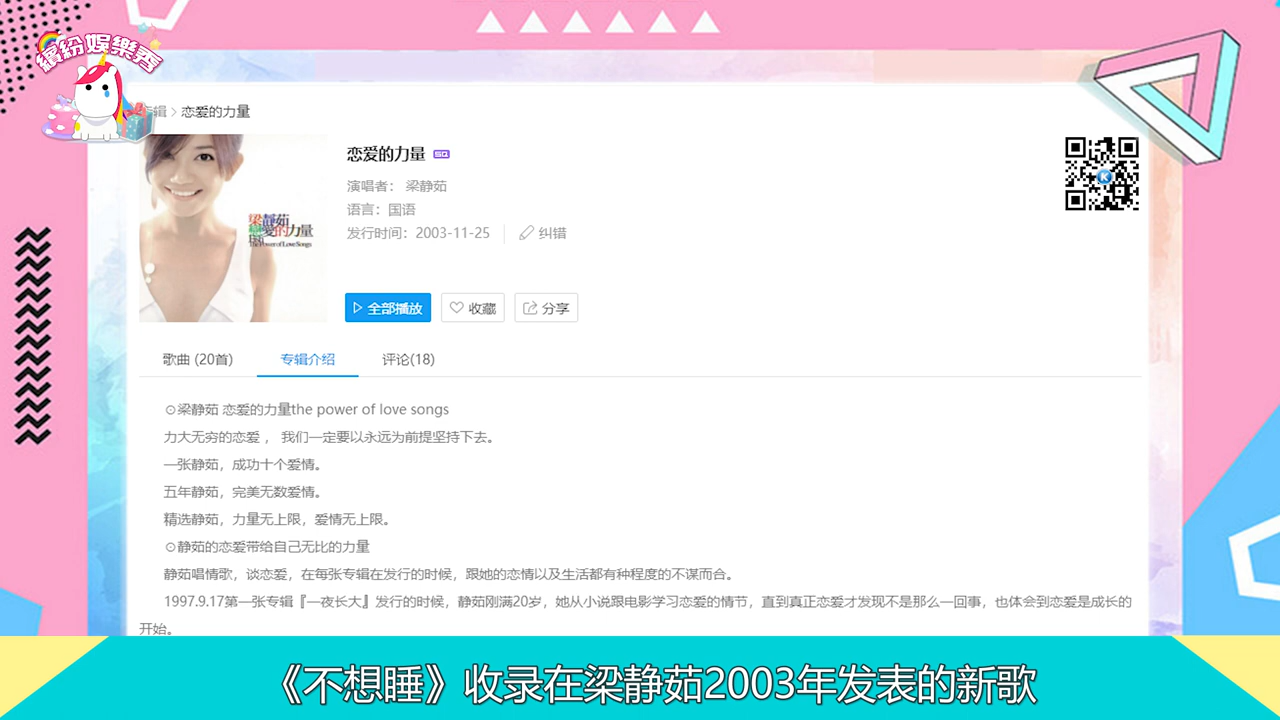 繽紛娛樂秀
辑 > 恋爱的力量
恋爱的力量 SQ
演唱者： 梁静茹
语言：国语
发行时间：2003-11-25
纠错
梁静茹
戀愛的力量
The Power of Love Songs
全部播放 收藏 分享
歌曲 (20首) 专辑介绍 评论(18)
⊙梁静茹 恋爱的力量the power of love songs
力大无穷的恋爱 ， 我们一定要以永远为前提坚持下去。
一张静茹，成功十个爱情。
五年静茹，完美无数爱情。
精选静茹，力量无上限，爱情无上限。
⊙静茹的恋爱带给自己无比的力量
静茹唱情歌，谈恋爱，在每张专辑在发行的时候，跟她的恋情以及生活都有种程度的不谋而合。
1997.9.17第一张专辑『一夜长大』发行的时候，静茹刚满20岁，她从小说跟电影学习恋爱的情节，直到真正恋爱才发现不是那么一回事，也体会到恋爱是成长的
开始。
《不想睡》收录在梁静茹2003年发表的新歌